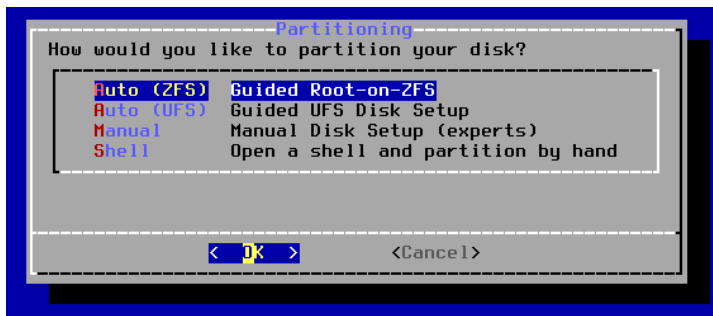 Partitioning
How would you like to partition your disk?
Auto (ZFS) Guided Root-on-ZFS
Auto (UFS) Guided UFS Disk Setup
Manual Manual Disk Setup (experts)
Shell Open a shell and partition by hand
< OK > <Cancel>